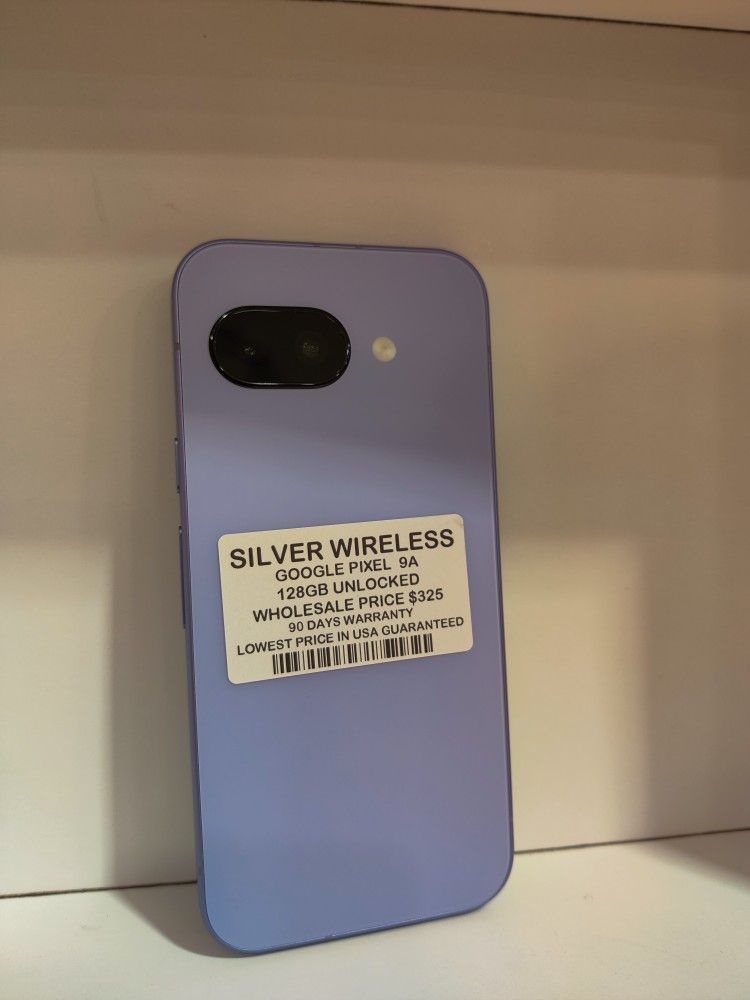 SILVER WIRELESS
GOOGLE PIXEL 9A
128GB UNLOCKED
WHOLESALE PRICE $325
90 DAYS WARRANTY
LOWEST PRICE IN USA GUARANTEED